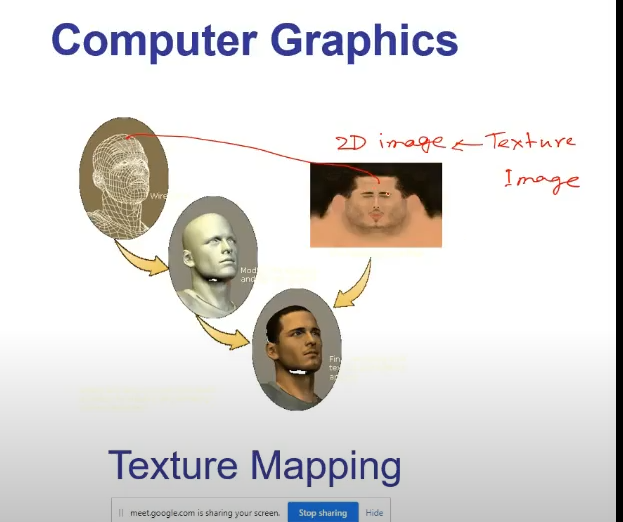 Computer Graphics
2D image ← Texture
Image
Wire
Mod
and
Fin
te
a
Texture Mapping
meet.google.com is sharing your screen. Stop sharing Hide